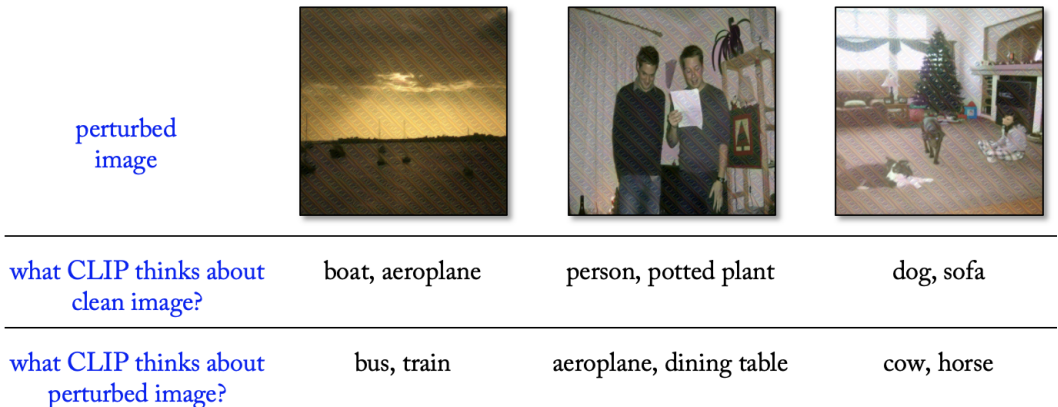 perturbed
image
what CLIP thinks about
clean image?
boat, aeroplane
person, potted plant
dog, sofa
what CLIP thinks about
perturbed image?
bus, train
aeroplane, dining table
cow, horse